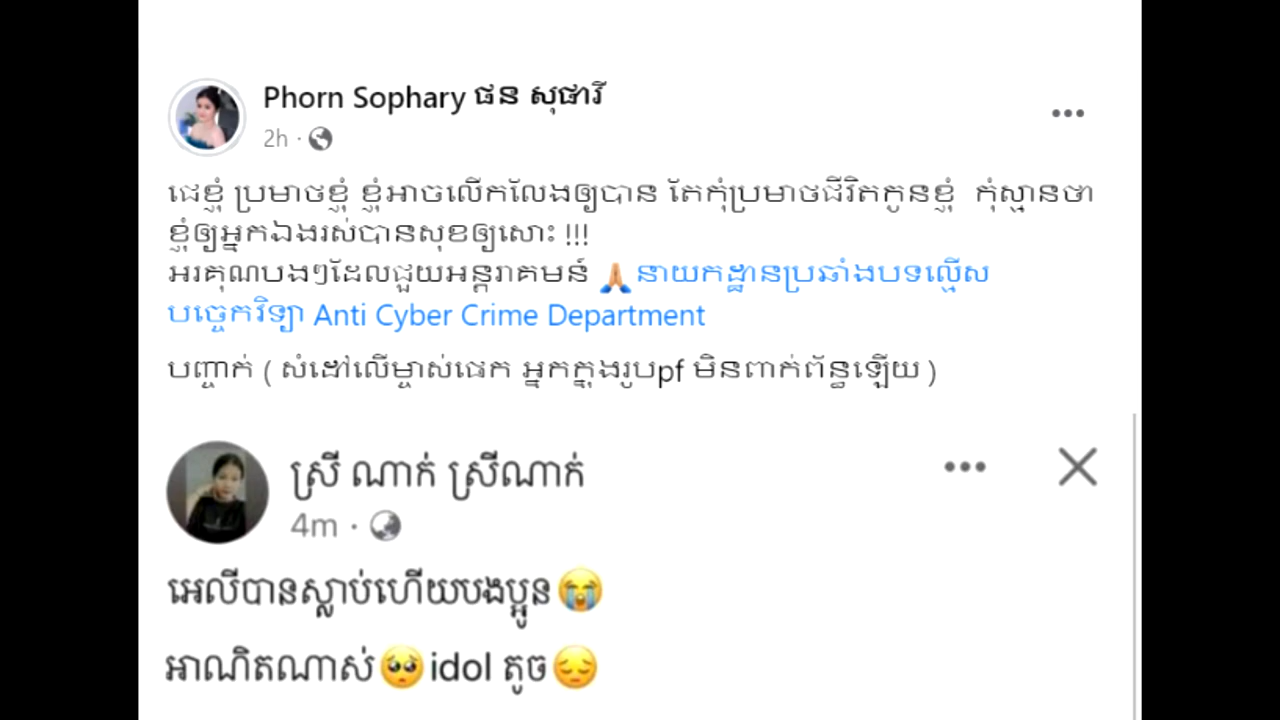 Phorn Sophary ផន សុផារី
2h ·
ជេខ្ញុំ ប្រមាថខ្ញុំ ខ្ញុំអាចលើកលែងឲ្យបាន តែកុំប្រមាថជីវិតកូនខ្ញុំ កុំស្មានថា
ខ្ញុំឲ្យអ្នកឯងរស់បានសុខឲ្យសោះ !!!
អរគុណបងៗដែលជួយអន្តរាគមន៍ 🙏នាយកដ្ឋានប្រឆាំងបទល្មើស
បច្ចេកវិទ្យា Anti Cyber Crime Department
បញ្ជាក់ ( សំដៅលើម្ចាស់ផេក អ្នកក្នុងរូបpf មិនពាក់ព័ន្ធឡើយ )
ស្រី ណាក់ ស្រីណាក់
4m ·
អេលីបានស្លាប់ហើយបងប្អូន😭
អាណិតណាស់🥺idol តូច😔